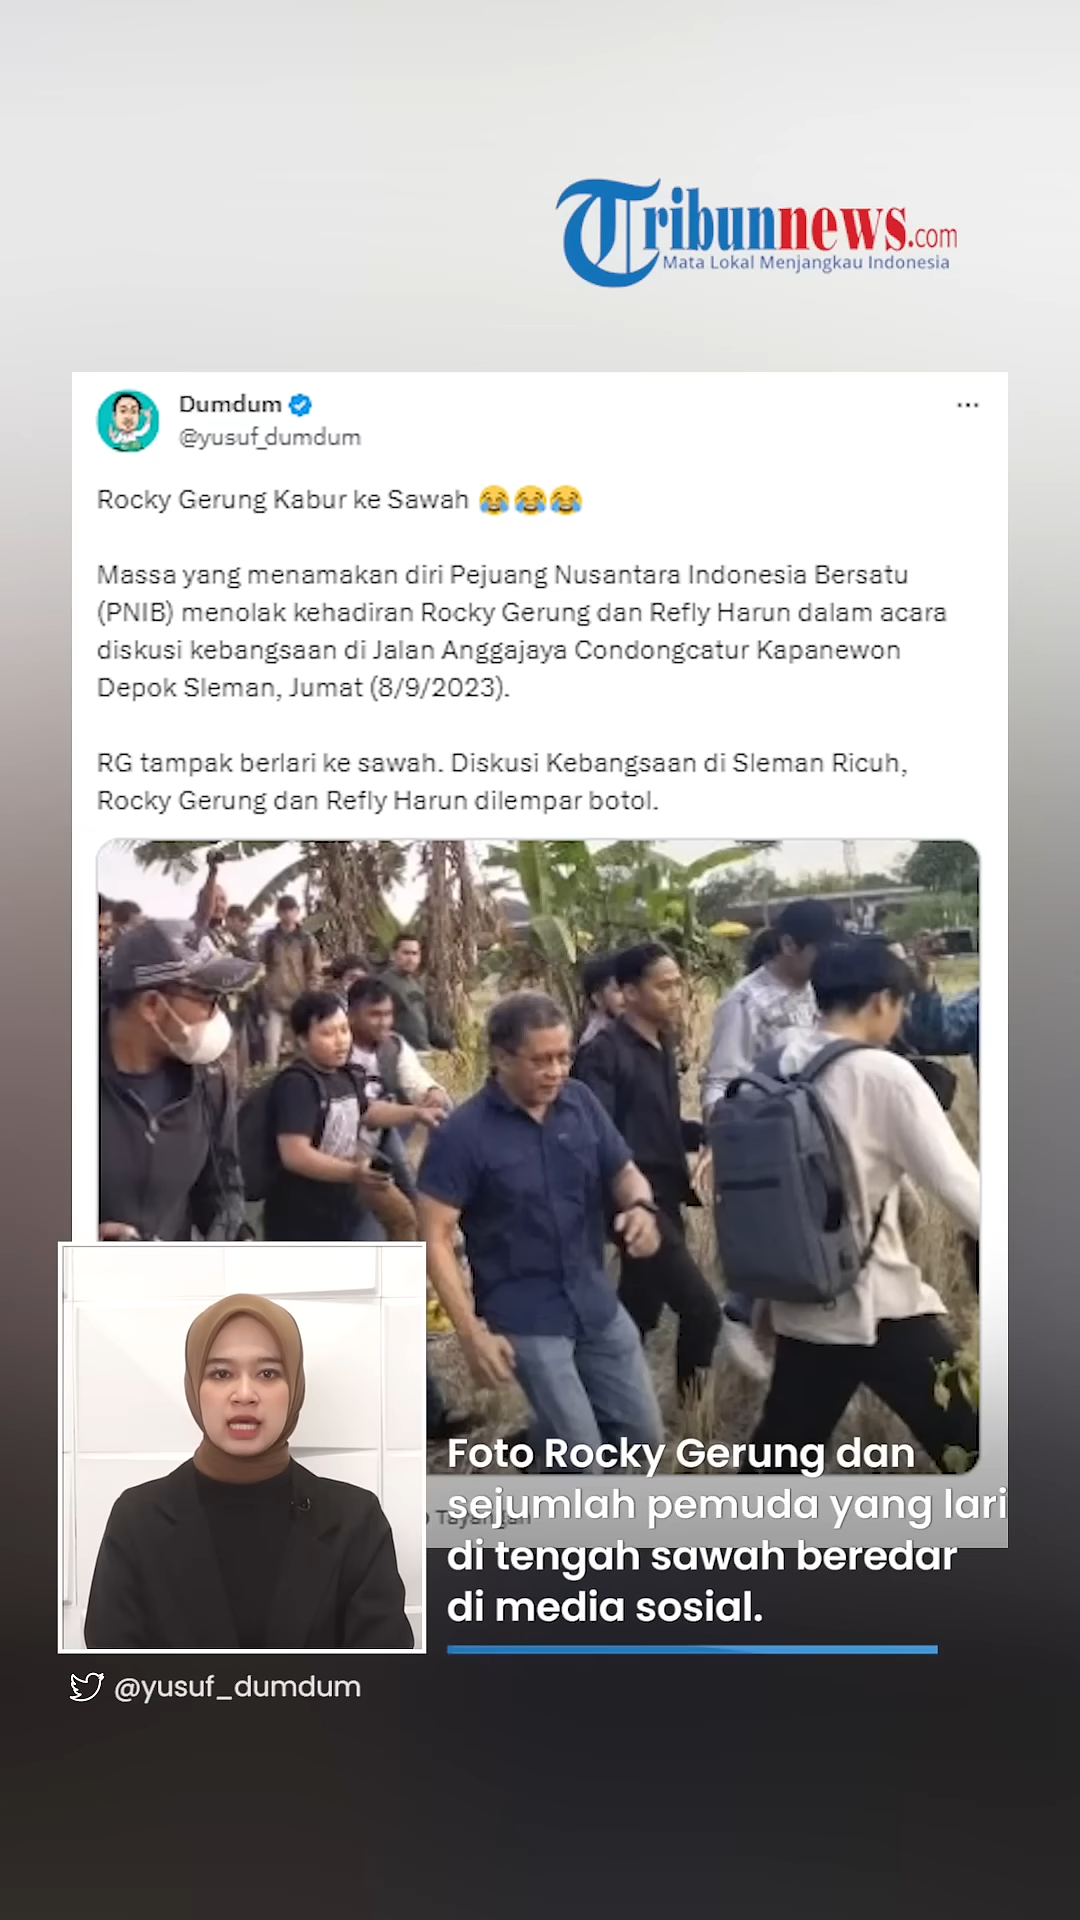 Tribunnews.com
Mata Lokal Menjangkau Indonesia
Dumdum
@yusuf_dumdum
Rocky Gerung Kabur ke Sawah 😂😂😂
Massa yang menamakan diri Pejuang Nusantara Indonesia Bersatu
(PNIB) menolak kehadiran Rocky Gerung dan Refly Harun dalam acara
diskusi kebangsaan di Jalan Anggajaya Condongcatur Kapanewon
Depok Sleman, Jumat (8/9/2023).
RG tampak berlari ke sawah. Diskusi Kebangsaan di Sleman Ricuh,
Rocky Gerung dan Refly Harun dilempar botol.
Tayangan
Foto Rocky Gerung dan
sejumlah pemuda yang lari
di tengah sawah beredar
di media sosial.
@yusuf_dumdum